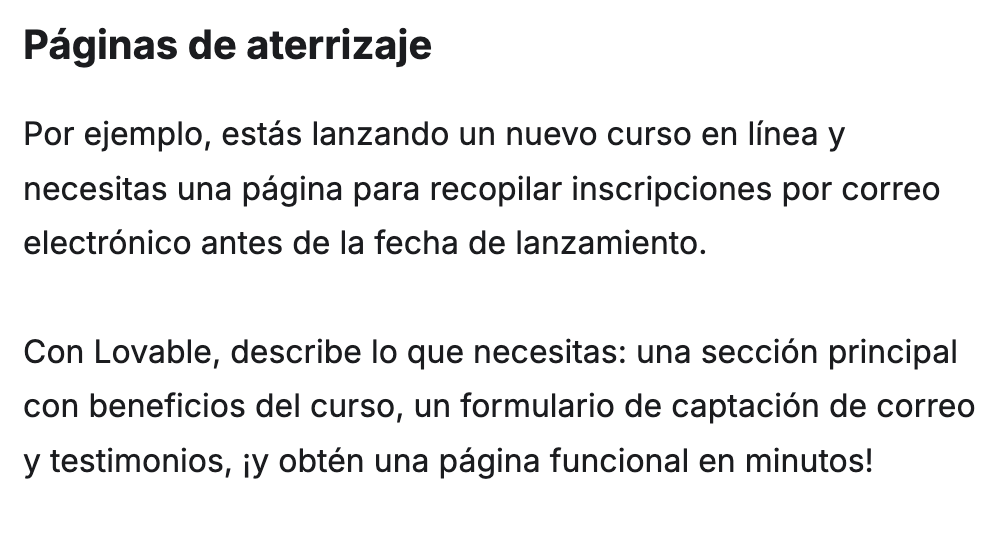 Páginas de aterrizaje
Por ejemplo, estás lanzando un nuevo curso en línea y
necesitas una página para recopilar inscripciones por correo
electrónico antes de la fecha de lanzamiento.
Con Lovable, describe lo que necesitas: una sección principal
con beneficios del curso, un formulario de captación de correo
y testimonios, ¡y obtén una página funcional en minutos!